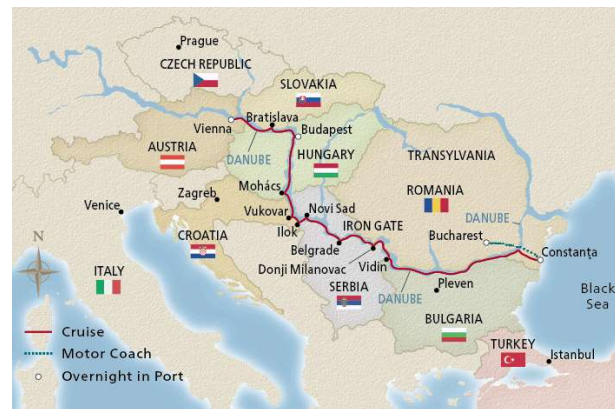 Prague
CZECH REPUBLIC
SLOVAKIA
Bratislava
Vienna
Budapest
AUSTRIA
DANUBE
HUNGARY
TRANSYLVANIA
Mohács
ROMANIA
Zagreb
Novi Sad
Venice
Vukovar
IRON GATE
DANUBE
Ilok
Bucharest
Constanţa
CROATIA
Belgrade
N
Donji Milanovac
Vidin
ITALY
SERBIA
Pleven
DANUBE
Black
Sea
BULGARIA
Cruise
Motor Coach
TURKEY
Overnight in Port
Istanbul